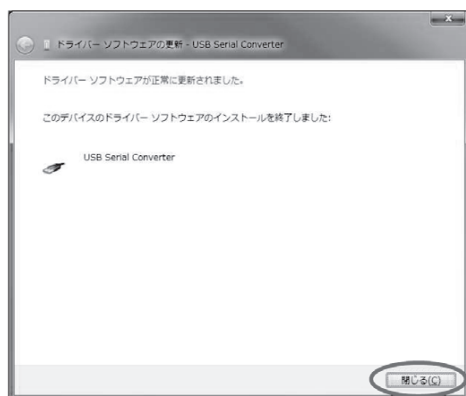 ドライバー ソフトウェアの更新 - USB Serial Converter
ドライバー ソフトウェアが正常に更新されました。
このデバイスのドライバー ソフトウェアのインストールを終了しました:
USB Serial Converter
閉じる(C)